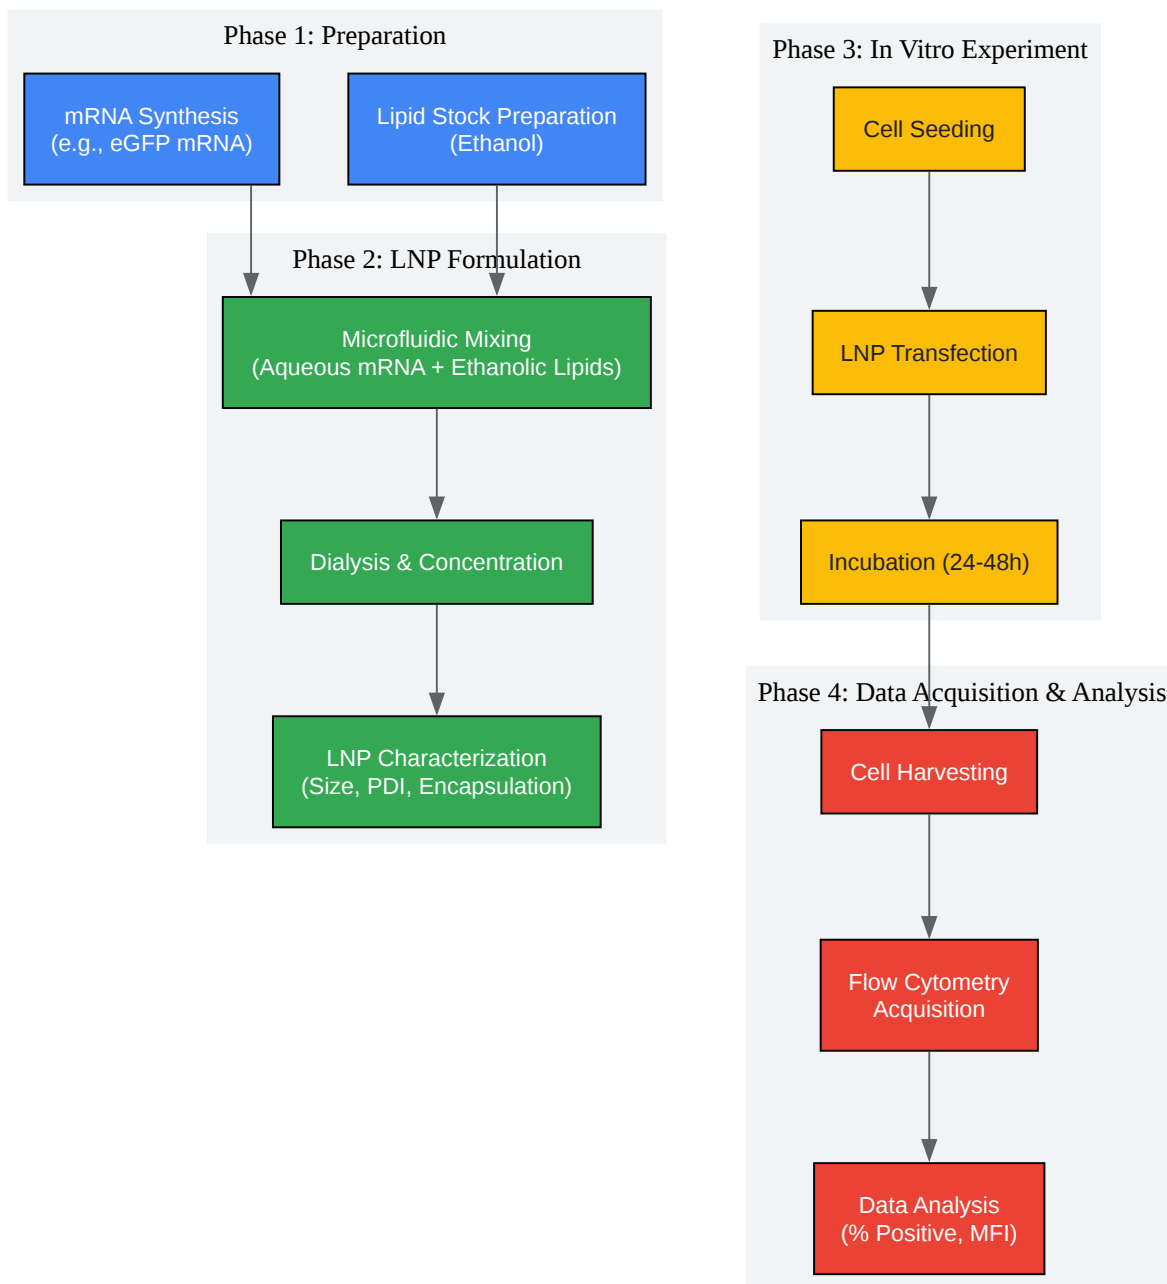 Phase 1: Preparation
mRNA Synthesis
(e.g., eGFP mRNA)
Lipid Stock Preparation
(Ethanol)
Phase 2: LNP Formulation
Microfluidic Mixing
(Aqueous mRNA + Ethanolic Lipids)
Dialysis & Concentration
LNP Characterization
(Size, PDI, Encapsulation)
Phase 3: In Vitro Experiment
Cell Seeding
LNP Transfection
Incubation (24-48h)
Phase 4: Data Acquisition & Analysis
Cell Harvesting
Flow Cytometry
Acquisition
Data Analysis
(% Positive, MFI)